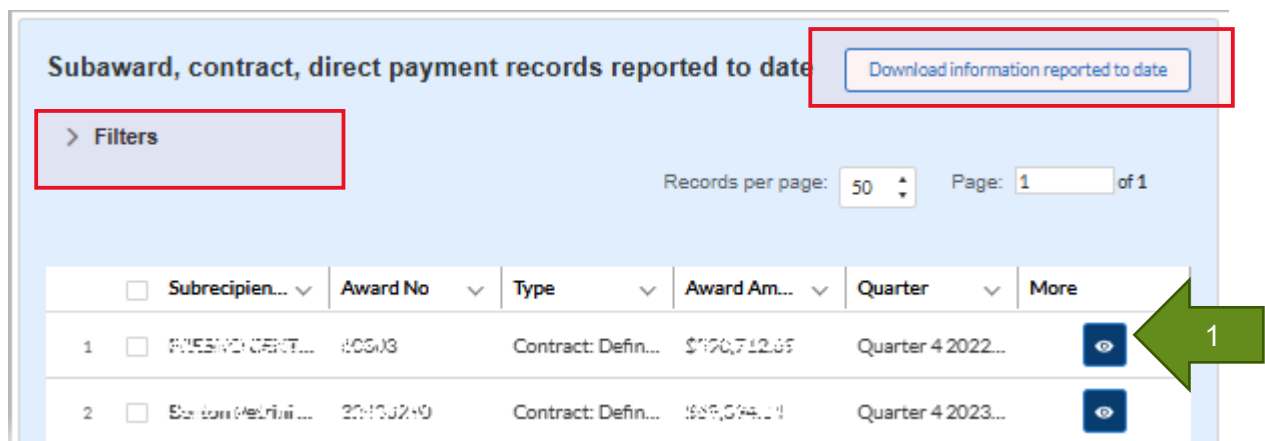 Subaward, contract, direct payment records reported to date
Download information reported to date
Filters
Records per page: 50 Page: 1 of 1
Subrecipien... Award No Type Award Am... Quarter More
1 Contract: Defin... Quarter 4 2022... 1
2 Contract: Defin... Quarter 4 2023...